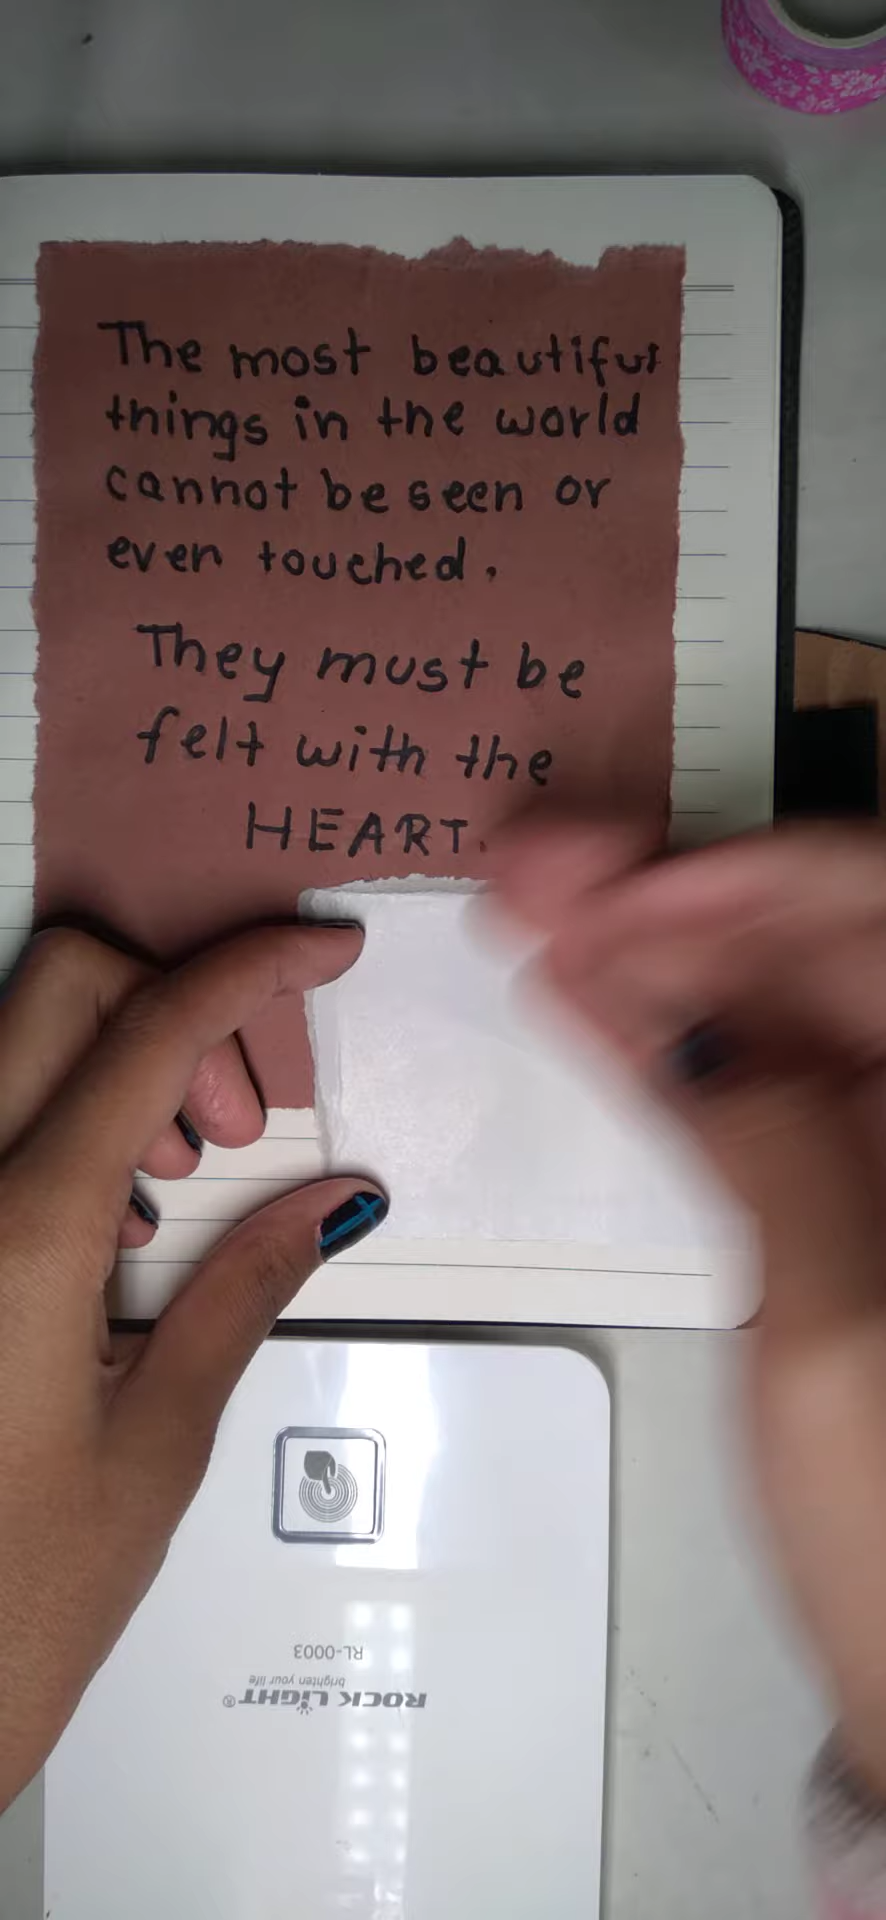 The most beautiful
things in the world
cannot be seen or
even touched.
They must be
felt with the
HEART.
RL-0003
brighten your life
ROCK LiGHT®